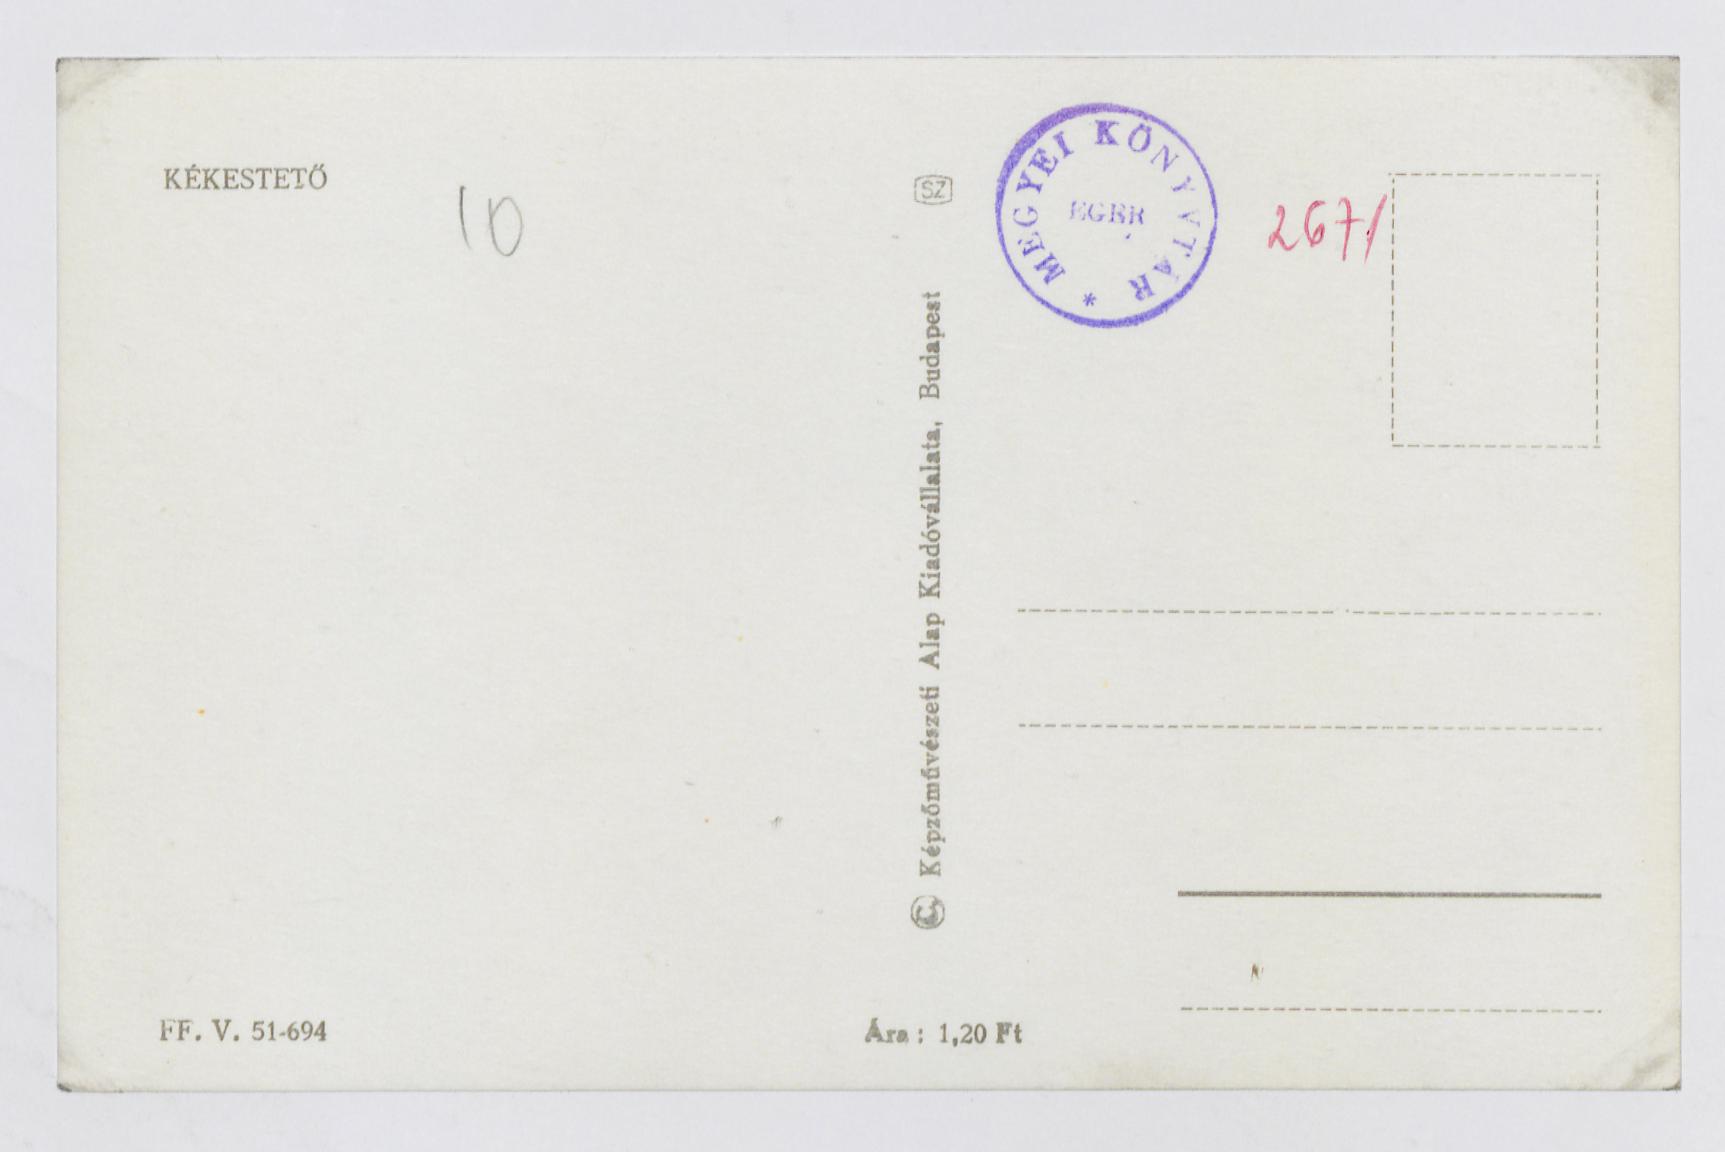 KÉKESTETŐ
10
SZ
MEGYEI KÖNYVTÁR *
EGER
2671
© Képzőművészeti Alap Kiadóvállalata, Budapest
FF. V. 51-694
Ára: 1,20 Ft